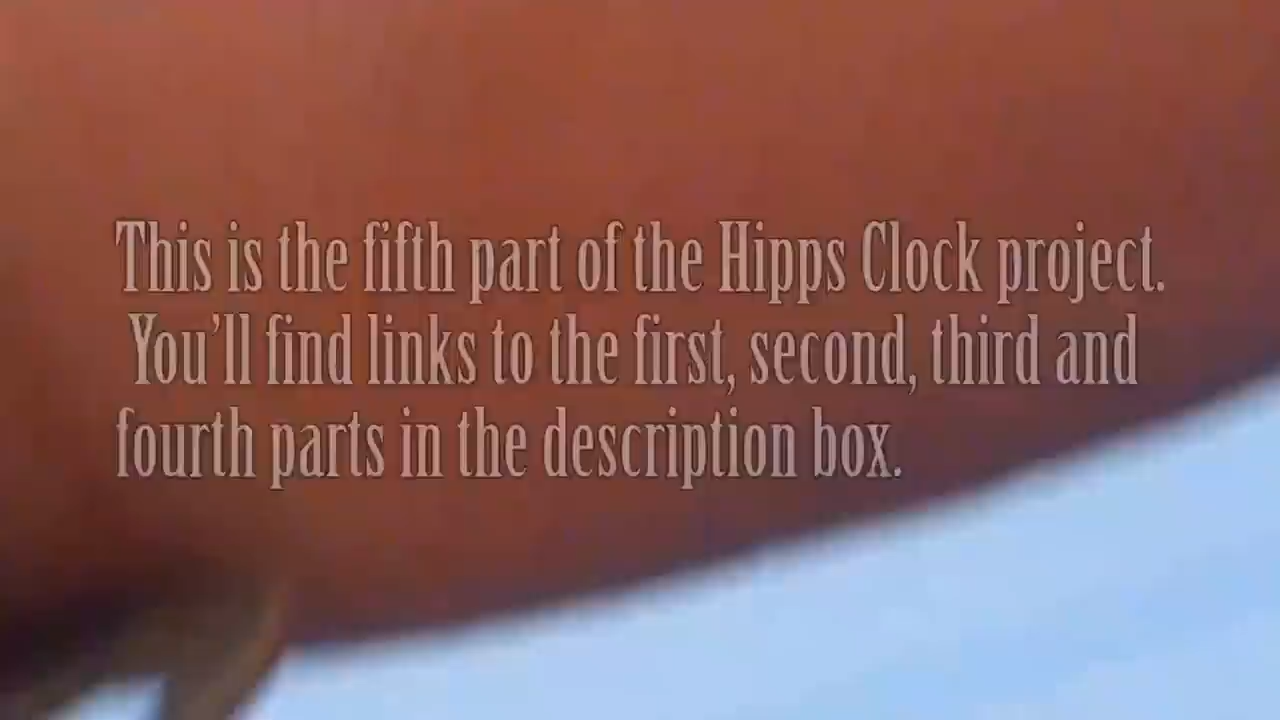 This is the fifth part of the Hipps Clock project.
You'll find links to the first, second, third and
fourth parts in the description box.